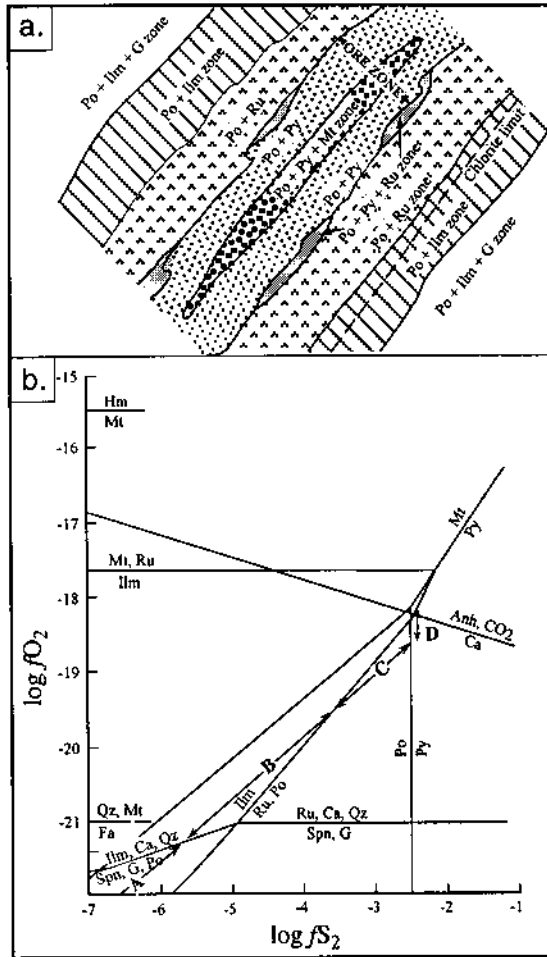 a.
Po + Ilm + G zone
Po + Ilm zone
Po + Ru
Po + Py
ORE ZONE
Po + Py + Mt zone
Po + Py
Po + Py + Ru zone
Po + Ru zone
Po + Ilm zone
Chlorite limit
Po + Ilm + G zone
b.
-15
Hm
Mt
-16
-17
Mt
Py
Mt, Ru
Ilm
-18
Anh, CO2
Ca
D
C
log fO2
-19
B
Po
Py
-20
Ilm
Ru, Po
Qz, Mt
Fa
Ru, Ca, Qz
Spn, G
-21
Ilm, Ca, Qz
Spn, G, Po
A
-7
-6
-5
-4
-3
-2
-1
log fS2